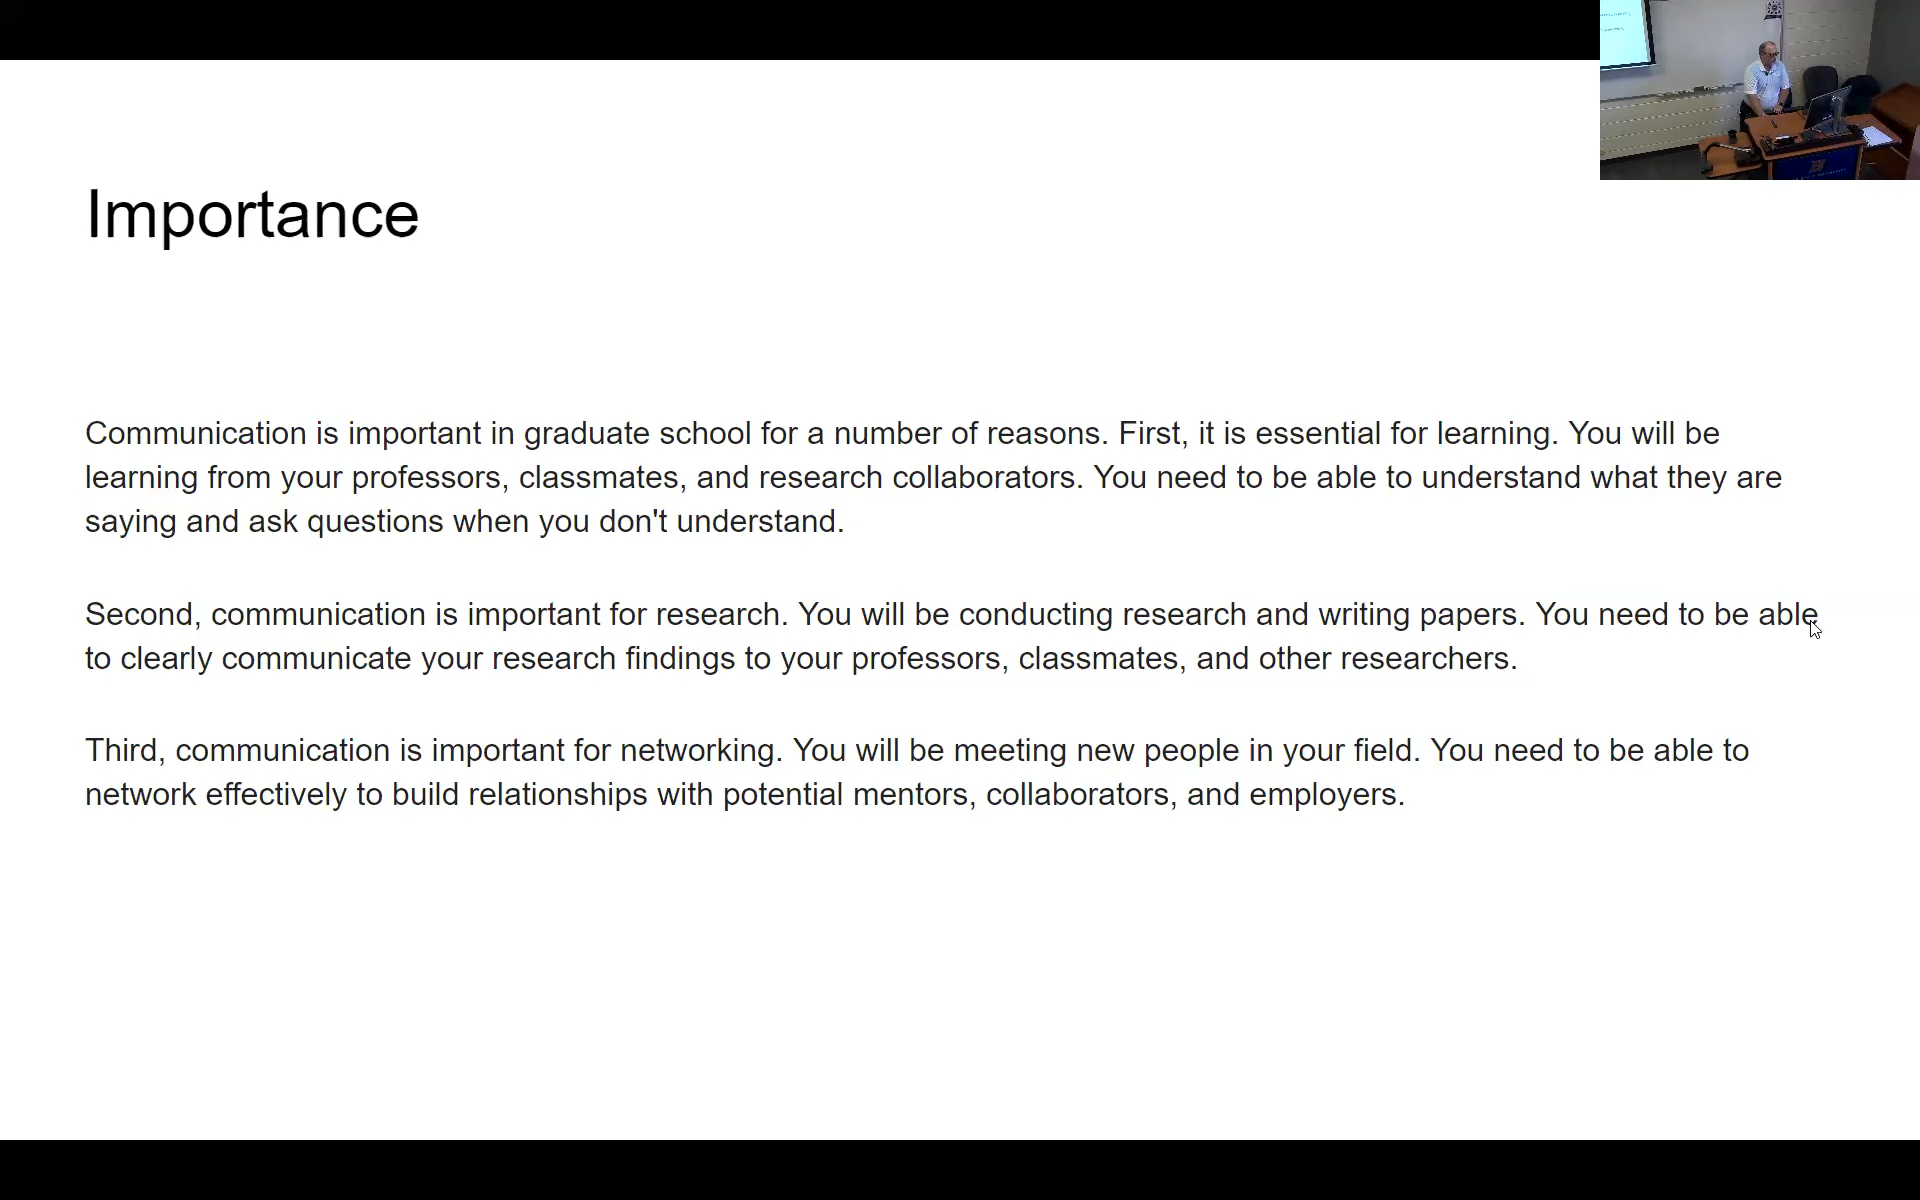 Importance
Communication is important in graduate school for a number of reasons. First, it is essential for learning. You will be
learning from your professors, classmates, and research collaborators. You need to be able to understand what they are
saying and ask questions when you don't understand.
Second, communication is important for research. You will be conducting research and writing papers. You need to be able
to clearly communicate your research findings to your professors, classmates, and other researchers.
Third, communication is important for networking. You will be meeting new people in your field. You need to be able to
network effectively to build relationships with potential mentors, collaborators, and employers.